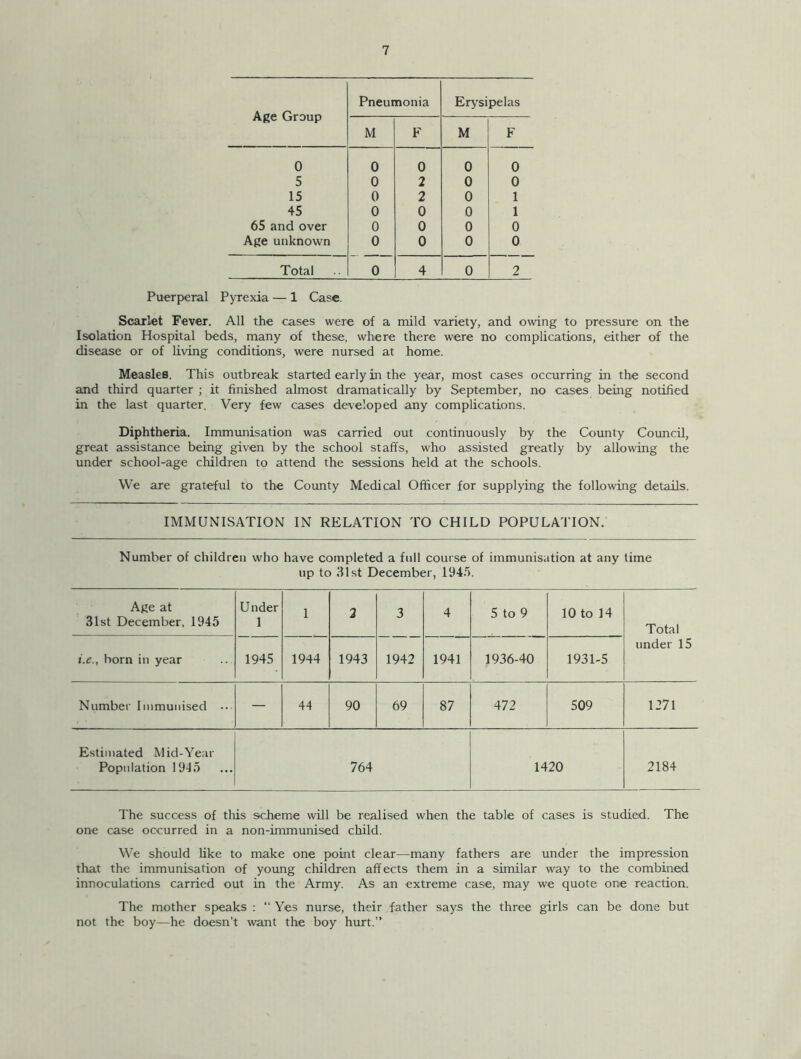 7
Age Group Pneumonia Erysipelas
M F M F
0 0 0 0 0
5 0 2 0 0
15 0 2 0 1
45 0 0 0 1
65 and over 0 0 0 0
Age unknown 0 0 0 0
Total .. 0 4 0 2
Puerperal Pyrexia — 1 Case.
Scarlet Fever. All the cases were of a mild variety, and owing to pressure on the
Isolation Hospital beds, many of these, where there were no complications, either of the
disease or of living conditions, were nursed at home.
Measles. This outbreak started early in the year, most cases occurring in the second
and third quarter ; it finished almost dramatically by September, no cases being notified
in the last quarter. Very few cases developed any complications.
Diphtheria. Immunisation was carried out continuously by the County Council,
great assistance being given by the school staffs, who assisted greatly by allowing the
under school-age children to attend the sessions held at the schools.
We are grateful to the County Medical Officer for supplying the following details.
IMMUNISATION IN RELATION TO CHILD POPULATION.
Number of children who have completed a full course of immunisation at any time
up to 31st December, 1945.
Age at
31st December, 1945 Under
1 1 2 3 4 5 to 9 10 to 14 Total
under 15
i.e., born in year .. 1945 1944 1943 1942 1941 1936-40 1931-5
Number Immunised ... — 44 90 69 87 472 509 1271
Estimated Mid-Year
Population 1945 ... 764 1420 2184
The success of this scheme will be realised when the table of cases is studied. The
one case occurred in a non-immunised child.
We should like to make one point clear—many fathers are under the impression
that the immunisation of young children affects them in a similar way to the combined
innoculations carried out in the Army. As an extreme case, may we quote one reaction.
The mother speaks : “ Yes nurse, their father says the three girls can be done but
not the boy—he doesn't want the boy hurt.”